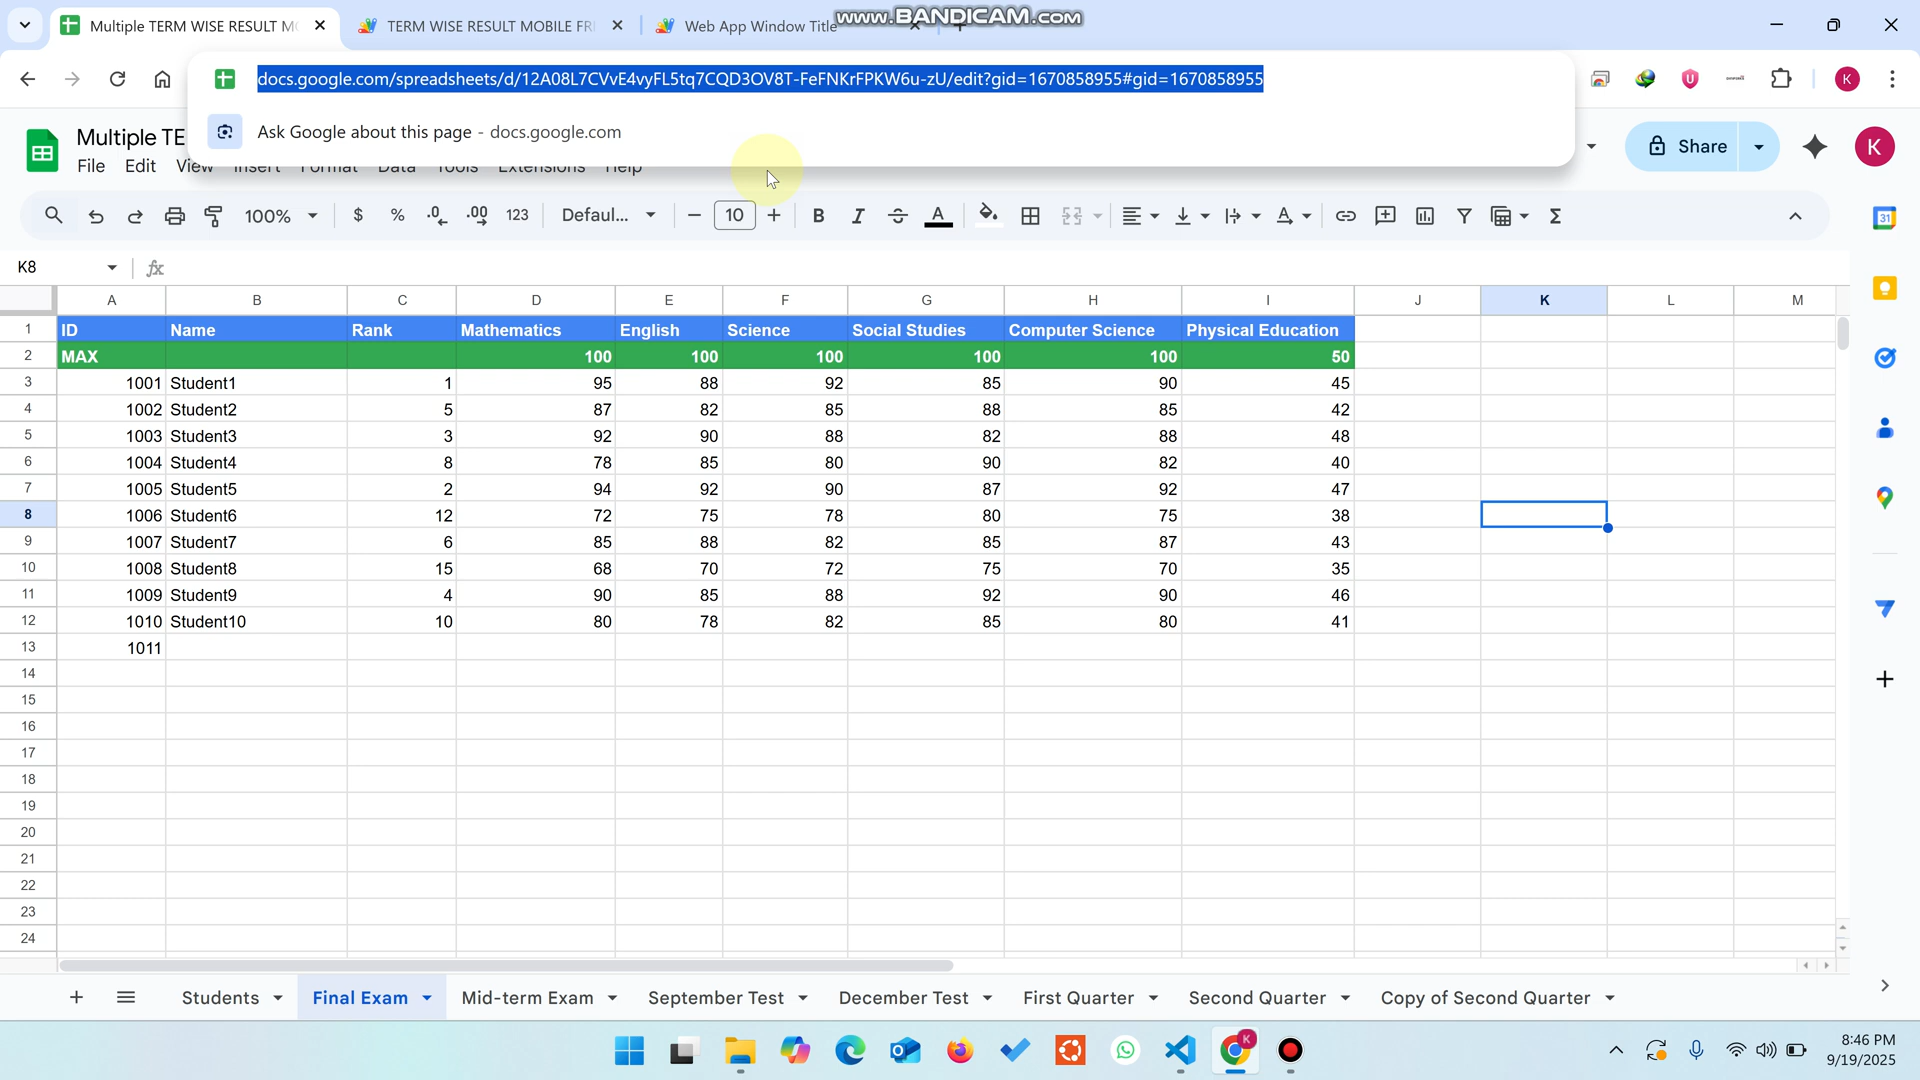 Multiple TERM WISE RESULT M
TERM WISE RESULT MOBILE FRI
Web App Window Title
www.BANDICAM.com
docs.google.com/spreadsheets/d/12A08L7CVvE4vyFL5tq7CQD3OV8T-FeFNKrFPKW6u-zU/edit?gid=1670858955#gid=1670858955
K
Ask Google about this page - docs.google.com
Multiple TE
Share
K
File Edit View Insert Format Data Tools Extensions Help
100% $ % .0 .00 123 Defaul... 10 B I S A
K8 fx
A B C D E F G H I J K L M
1 ID Name Rank Mathematics English Science Social Studies Computer Science Physical Education
2 MAX 100 100 100 100 100 50
3 1001 Student1 1 95 88 92 85 90 45
4 1002 Student2 5 87 82 85 88 85 42
5 1003 Student3 3 92 90 88 82 88 48
6 1004 Student4 8 78 85 80 90 82 40
7 1005 Student5 2 94 92 90 87 92 47
8 1006 Student6 12 72 75 78 80 75 38
9 1007 Student7 6 85 88 82 85 87 43
10 1008 Student8 15 68 70 72 75 70 35
11 1009 Student9 4 90 85 88 92 90 46
12 1010 Student10 10 80 78 82 85 80 41
13 1011
14
15
16
17
18
19
20
21
22
23
24
31
Students Final Exam Mid-term Exam September Test December Test First Quarter Second Quarter Copy of Second Quarter
K
8:46 PM
9/19/2025